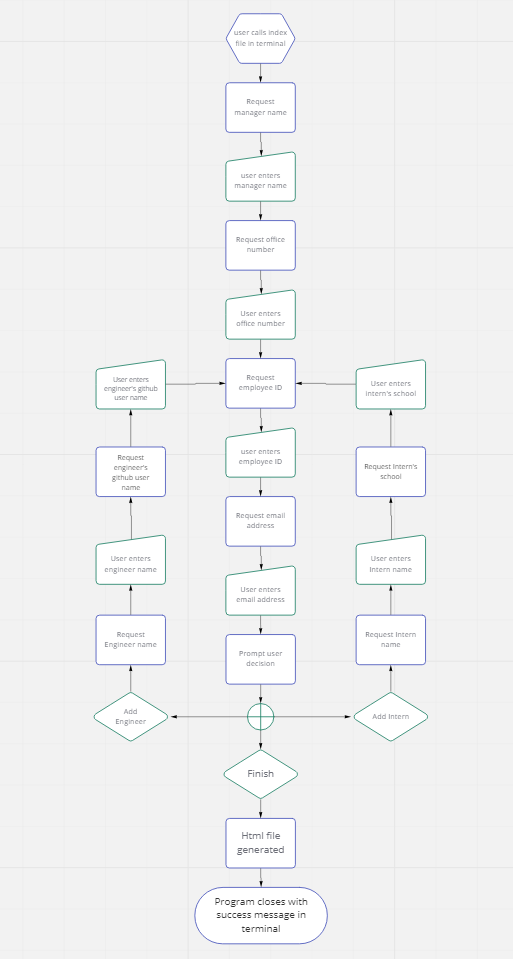 user calls index
file in terminal
Request
manager name
user enters
manager name
Request office
number
User enters
office number
User enters
engineer's github
user name
Request
employee ID
User enters
intern's school
user enters
employee ID
Request
engineer's
github user
name
Request Intern's
school
Request email
address
User enters
engineer name
User enters
Intern name
User enters
email address
Request
Engineer name
Request Intern
name
Prompt user
decision
Add
Engineer
Add Intern
Finish
Html file
generated
Program closes with
success message in
terminal